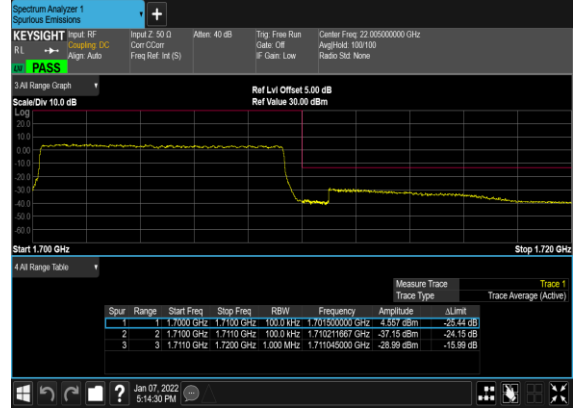 Spectrum Analyzer 1
Spurious Emissions
+
KEYSIGHT Input: RF Input Z: 50 Ω Atten: 40 dB Trig: Free Run Center Freq: 22.005000000 GHz
RL Coupling: DC Corr CCorr Gate: Off Avg|Hold: 100/100
Align: Auto Freq Ref: Int (S) IF Gain: Low Radio Std: None
PASS
3 All Range Graph
Ref Lvl Offset 5.00 dB
Scale/Div 10.0 dB Ref Value 30.00 dBm
Log
20.0
10.0
0.00
-10.0
-20.0
-30.0
-40.0
-50.0
-60.0
Start 1.700 GHz Stop 1.720 GHz
4 All Range Table
Measure Trace Trace 1
Trace Type Trace Average (Active)
Spur Range Start Freq Stop Freq RBW Frequency Amplitude ΔLimit
1 1 1.7000 GHz 1.7100 GHz 100.0 kHz 1.701500000 GHz 4.557 dBm -25.44 dB
2 2 1.7100 GHz 1.7110 GHz 100.0 kHz 1.710211667 GHz -37.15 dBm -24.15 dB
3 3 1.7110 GHz 1.7200 GHz 1.000 MHz 1.711045000 GHz -28.99 dBm -15.99 dB
? Jan 07, 2022
5:14:30 PM